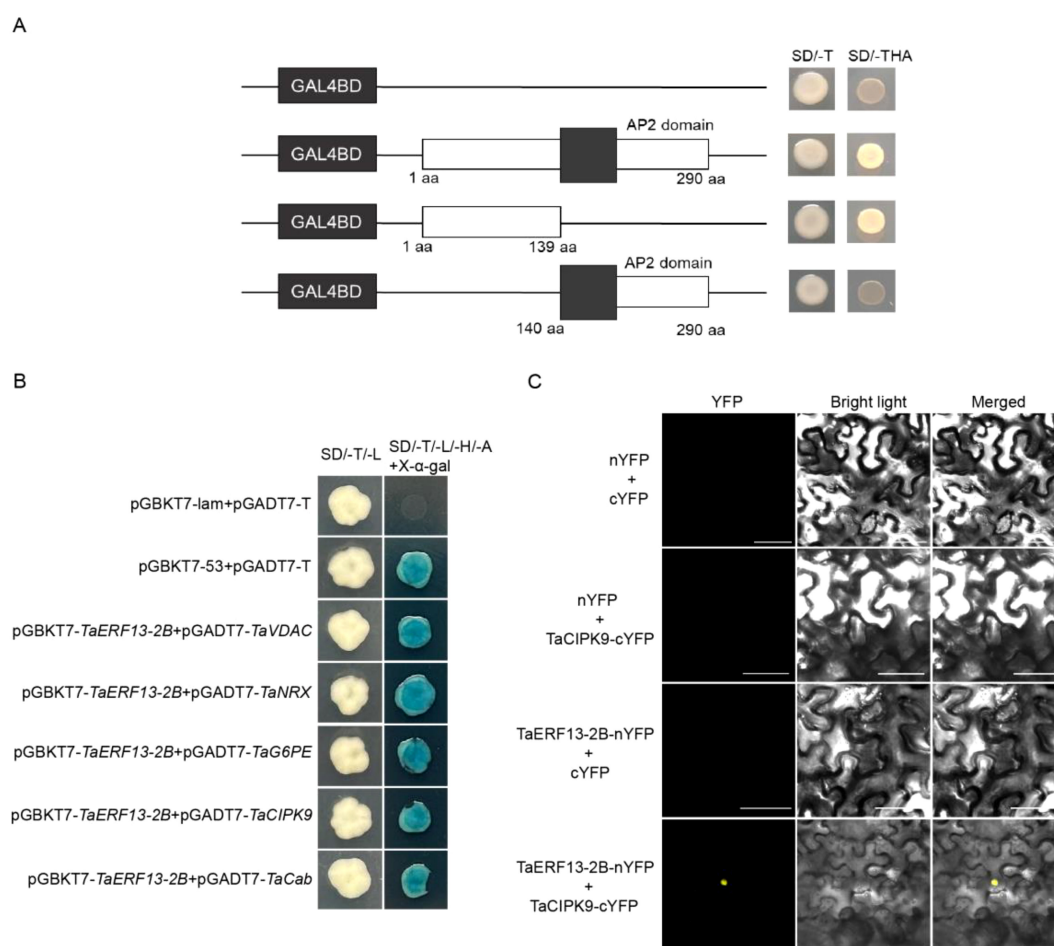 A
SD/-T SD/-THA
GAL4BD
AP2 domain
GAL4BD
1 aa 290 aa
GAL4BD
1 aa 139 aa
AP2 domain
GAL4BD
140 aa 290 aa
B
SD/-T/-L SD/-T/-L/-H/-A
+X-α-gal
pGBKT7-lam+pGADT7-T
pGBKT7-53+pGADT7-T
pGBKT7-TaERF13-2B+pGADT7-TaVDAC
pGBKT7-TaERF13-2B+pGADT7-TaNRX
pGBKT7-TaERF13-2B+pGADT7-TaG6PE
pGBKT7-TaERF13-2B+pGADT7-TaCIPK9
pGBKT7-TaERF13-2B+pGADT7-TaCab
C
YFP Bright light Merged
nYFP
+
cYFP
nYFP
+
TaCIPK9-cYFP
TaERF13-2B-nYFP
+
cYFP
TaERF13-2B-nYFP
+
TaCIPK9-cYFP